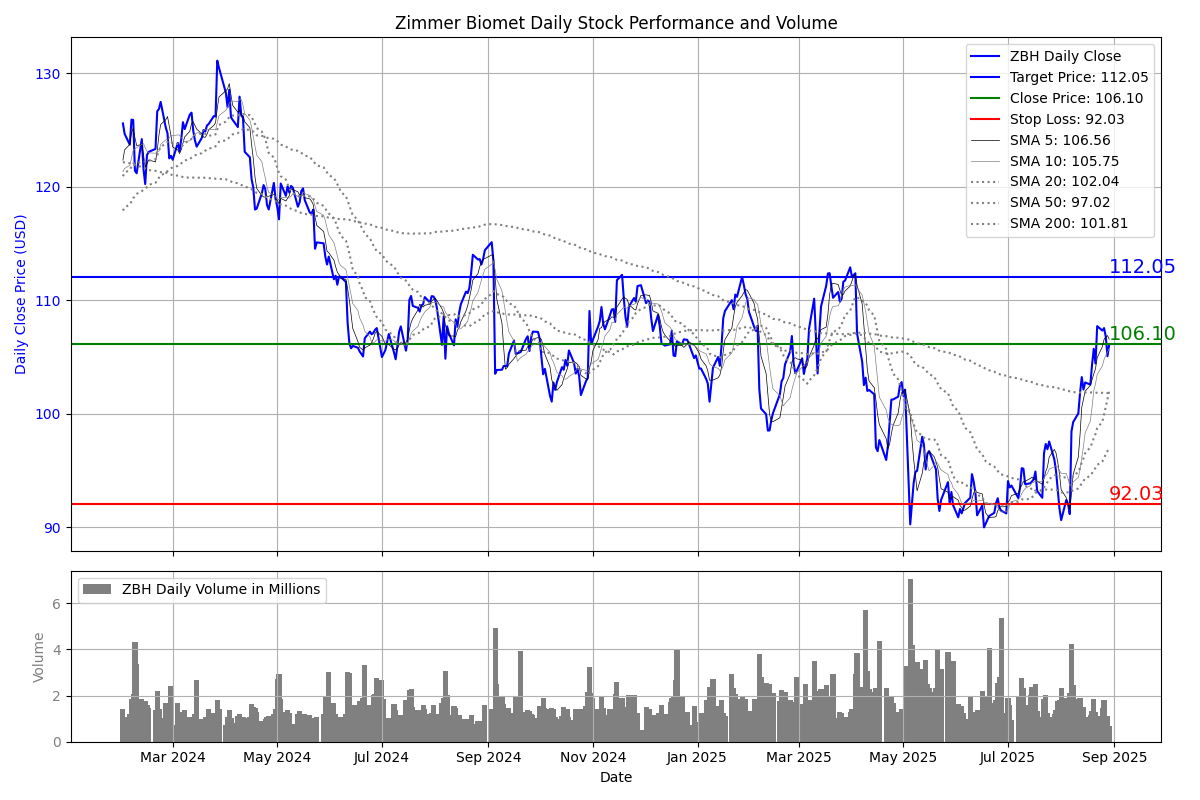 Zimmer Biomet Daily Stock Performance and Volume
Daily Close Price (USD)
130
120
110
100
90
ZBH Daily Close
Target Price: 112.05
Close Price: 106.10
Stop Loss: 92.03
SMA 5: 106.56
SMA 10: 105.75
SMA 20: 102.04
SMA 50: 97.02
SMA 200: 101.81
112.05
106.10
92.03
ZBH Daily Volume in Millions
Volume
6
4
2
0
Mar 2024 May 2024 Jul 2024 Sep 2024 Nov 2024 Jan 2025 Mar 2025 May 2025 Jul 2025 Sep 2025
Date